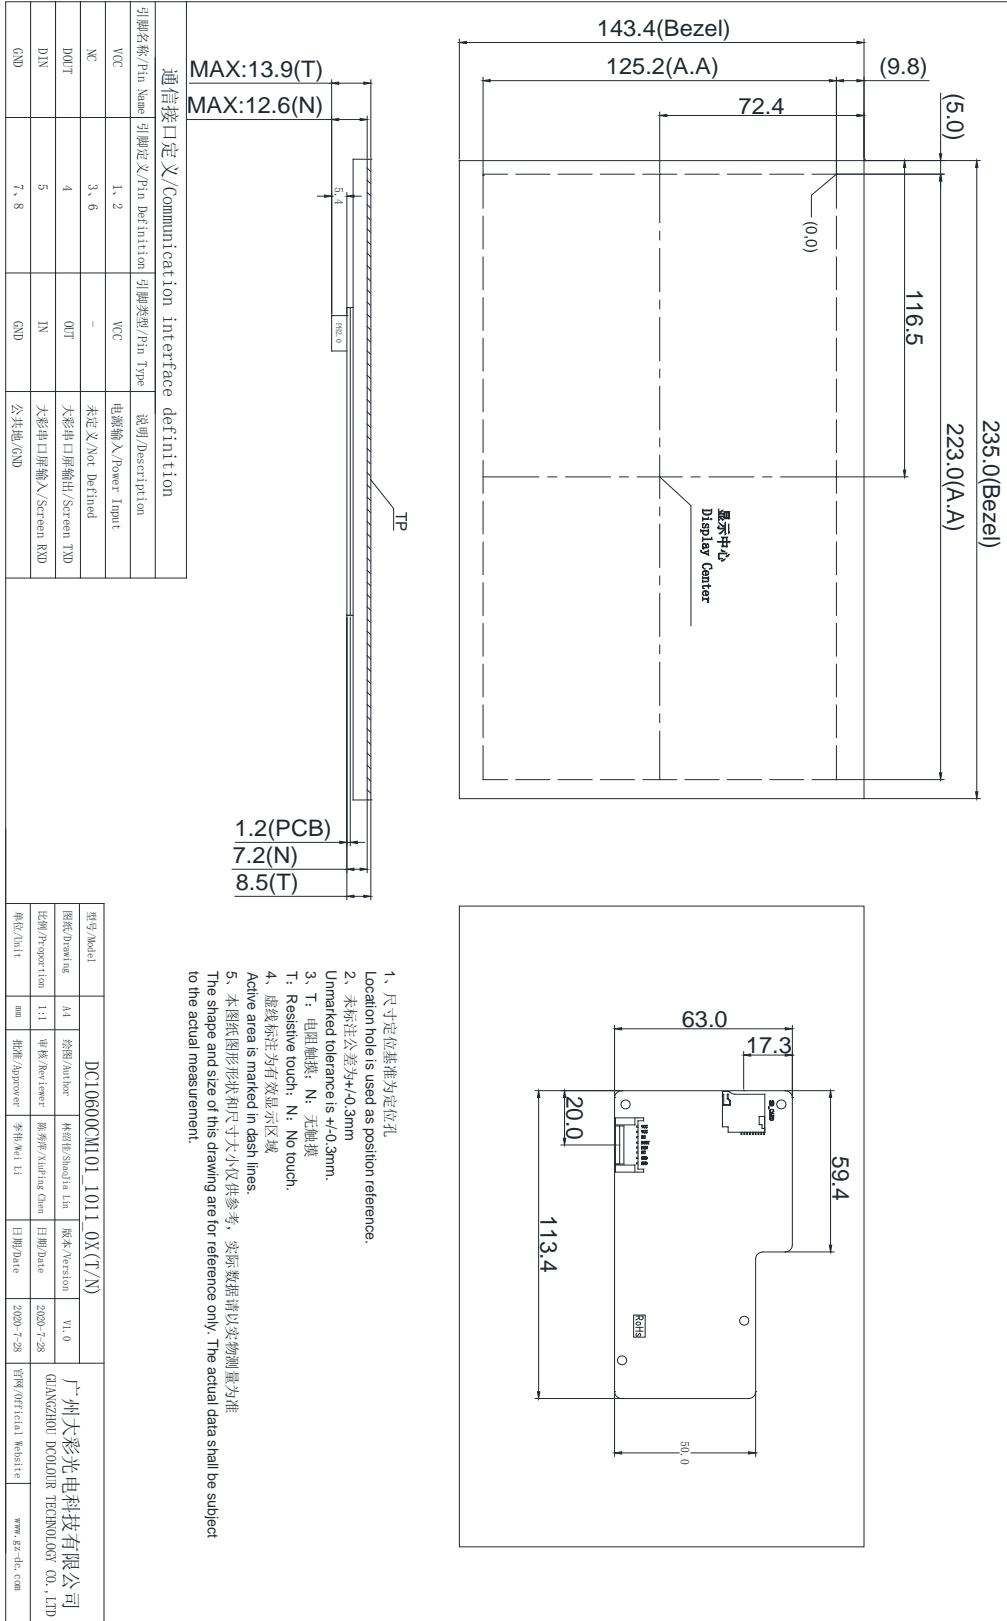 235.0(Bezel)
223.0(A.A)
(5.0)
116.5
(9.8)
143.4(Bezel)
125.2(A.A)
72.4
(0,0)
显示中心
Display Center
MAX:13.9(T)
MAX:12.6(N)
5.4
PH2.0
TP
1.2(PCB)
7.2(N)
8.5(T)
59.4
63.0
17.3
20.0
113.4
50.0
SD_CARD
RoHs
1、尺寸定位基准为定位孔
Location hole is used as position reference.
2、未标注公差为+/-0.3mm
Unmarked tolerance is +/-0.3mm.
3、T: 电阻触摸; N: 无触摸
T: Resistive touch; N: No touch.
4、虚线标注为有效显示区域
Active area is marked in dash lines.
5、本图纸图形形状和尺寸大小仅供参考, 实际数据请以实物测量为准
The shape and size of this drawing are for reference only. The actual data shall be subject
to the actual measurement.
通信接口定义/Communication interface definition
引脚名称/Pin Name 引脚定义/Pin Definition 引脚类型/Pin Type 说明/Description
VCC 1、2 VCC 电源输入/Power Input
NC 3、6 - 未定义/Not Defined
DOUT 4 OUT 大彩串口屏输出/Screen TXD
DIN 5 IN 大彩串口屏输入/Screen RXD
GND 7、8 GND 公共地/GND
型号/Model DC10600CM101_1011_0X(T/N)
广州大彩光电科技有限公司
GUANGZHOU DCOLOUR TECHNOLOGY CO.,LTD
图纸/Drawing A4 绘图/Author 林绍佳/ShaoJia Lin 版本/Version V1.0
比例/Proportion 1:1 审核/Reviewer 陈秀萍/XiuPing Chen 日期/Date 2020-7-28
单位/Unit mm 批准/Approver 李伟/Wei Li 日期/Date 2020-7-28 官网/Official Website www.gz-dc.com